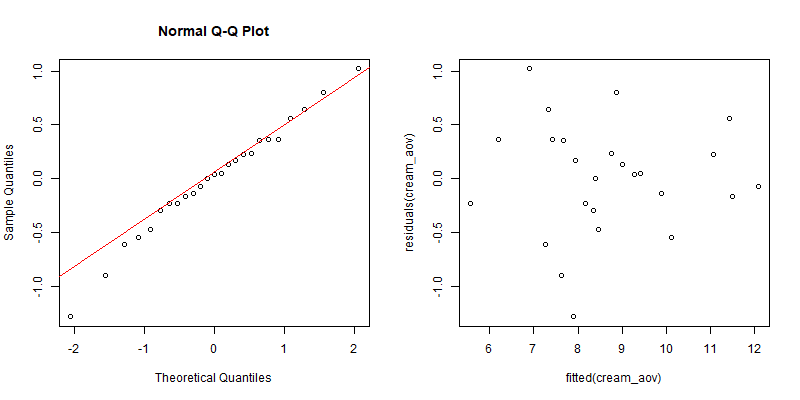 Normal Q-Q Plot
Sample Quantiles
1.0
0.5
0.0
-0.5
-1.0
-2 -1 0 1 2
Theoretical Quantiles
residuals(cream_aov)
1.0
0.5
0.0
-0.5
-1.0
6 7 8 9 10 11 12
fitted(cream_aov)